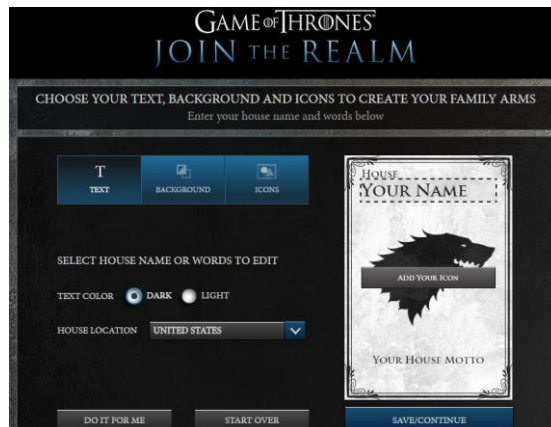 GAME OF THRONES
JOIN THE REALM
CHOOSE YOUR TEXT, BACKGROUND AND ICONS TO CREATE YOUR FAMILY ARMS
Enter your house name and words below
T
TEXT
BACKGROUND
ICONS
SELECT HOUSE NAME OR WORDS TO EDIT
TEXT COLOR DARK LIGHT
HOUSE LOCATION UNITED STATES
DO IT FOR ME
START OVER
HOUSE
YOUR NAME
ADD YOUR ICON
YOUR HOUSE MOTTO
SAVE/CONTINUE